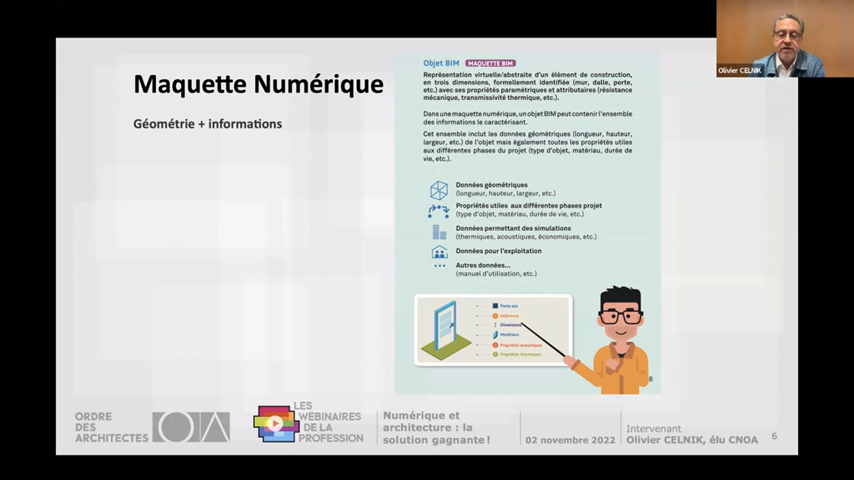 Maquette Numérique
Géométrie + informations
Objet BIM MAQUETTE BIM
Représentation virtuelle/abstraite d'un élément de construction,
en trois dimensions, formellement identifiée (mur, dalle, porte,
etc.) avec ses propriétés paramétriques et attributaires (résistance
mécanique, transmissivité thermique, etc.).
Dans une maquette numérique, un objet BIM peut contenir l'ensemble
des informations le caractérisant.
Cet ensemble inclut les données géométriques (longueur, hauteur,
largeur, etc.) de l'objet mais également toutes les propriétés utiles
aux différentes phases du projet (type d'objet, matériau, durée de
vie, etc.).
Données géométriques
(longueur, hauteur, largeur, etc.)
Propriétés utiles aux différentes phases projet
(type d'objet, matériau, durée de vie, etc.)
Données permettant des simulations
(thermiques, acoustiques, économiques, etc.)
Données pour l'exploitation
Autres données...
(manuel d'utilisation, etc.)
Porte xxx
Référence
Dimensions
Matériaux
Propriétés acoustiques
Propriétés thermiques
8
Olivier CELNIK
ORDRE
DES
ARCHITECTES
LES
WEBINAIRES
DE LA
PROFESSION
Numérique et
architecture : la
solution gagnante !
02 novembre 2022
Intervenant
Olivier CELNIK, élu CNOA
6